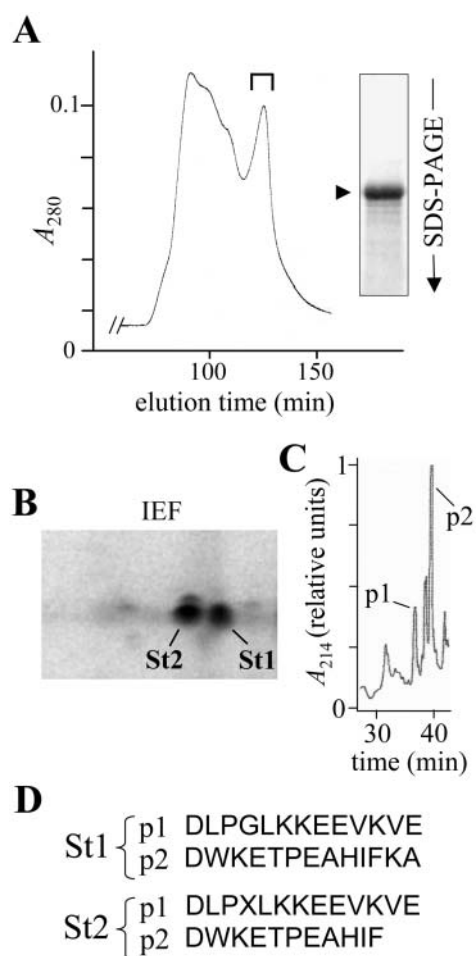 A
0.1
A280
0
100
150
elution time (min)
SDS-PAGE
B
IEF
St2
St1
C
1
p2
p1
A214 (relative units)
0
30
40
time (min)
D
St1 { p1 DLPGLKKEEVKVE
p2 DWKETPEAHIFKA
St2 { p1 DLPXLKKEEVKVE
p2 DWKETPEAHIF